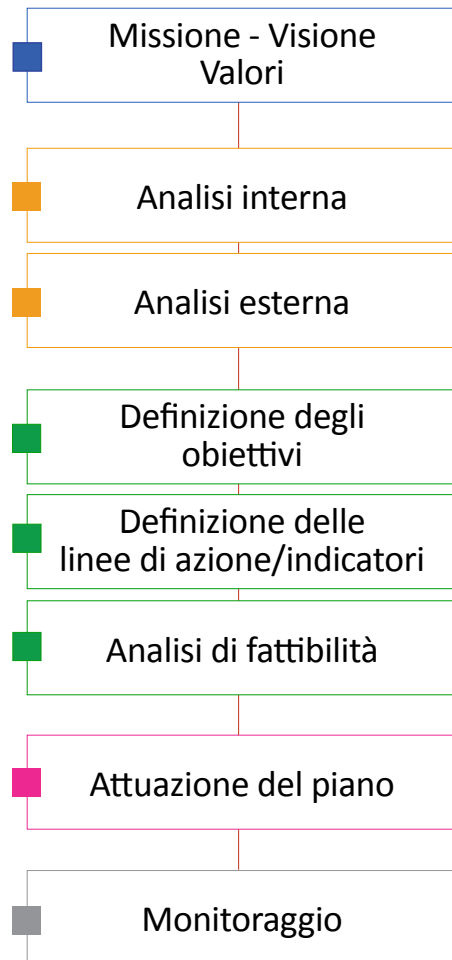 Missione - Visione
Valori
Analisi interna
Analisi esterna
Definizione degli
obiettivi
Definizione delle
linee di azione/indicatori
Analisi di fattibilità
Attuazione del piano
Monitoraggio